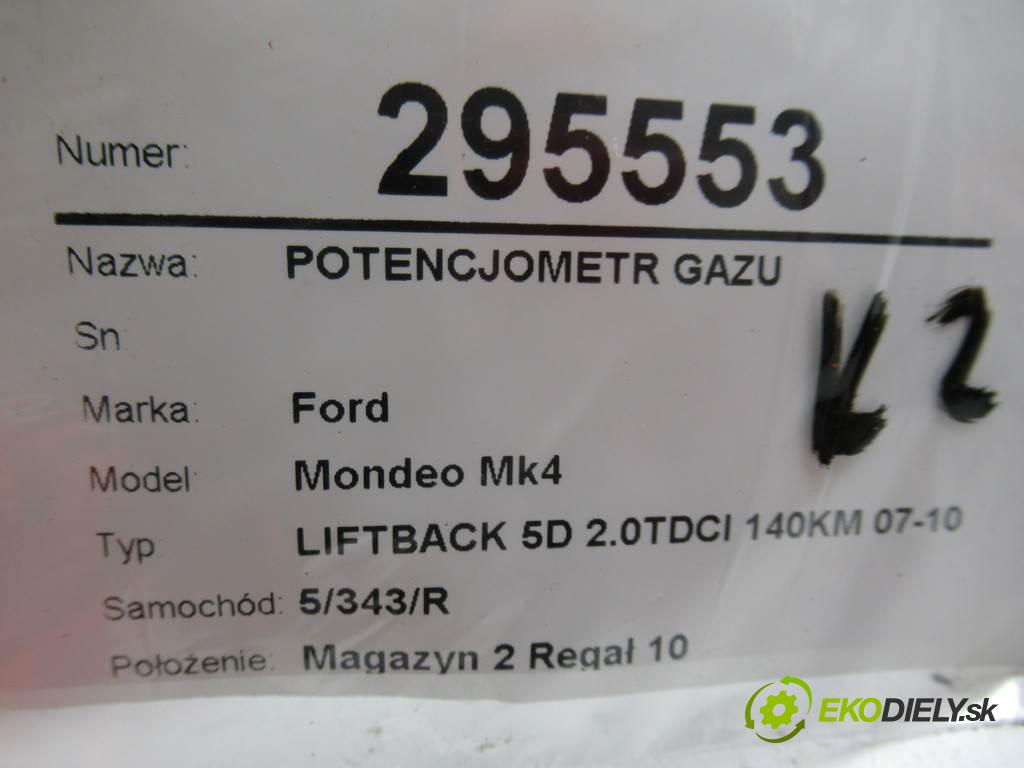 Numer: 295553
Nazwa: POTENCJOMETR GAZU
Sn:
Marka: Ford
Model: Mondeo Mk4
Typ: LIFTBACK 5D 2.0TDCI 140KM 07-10
Samochód: 5/343/R
Położenie: Magazyn 2 Regał 10
EKODIELY.sk